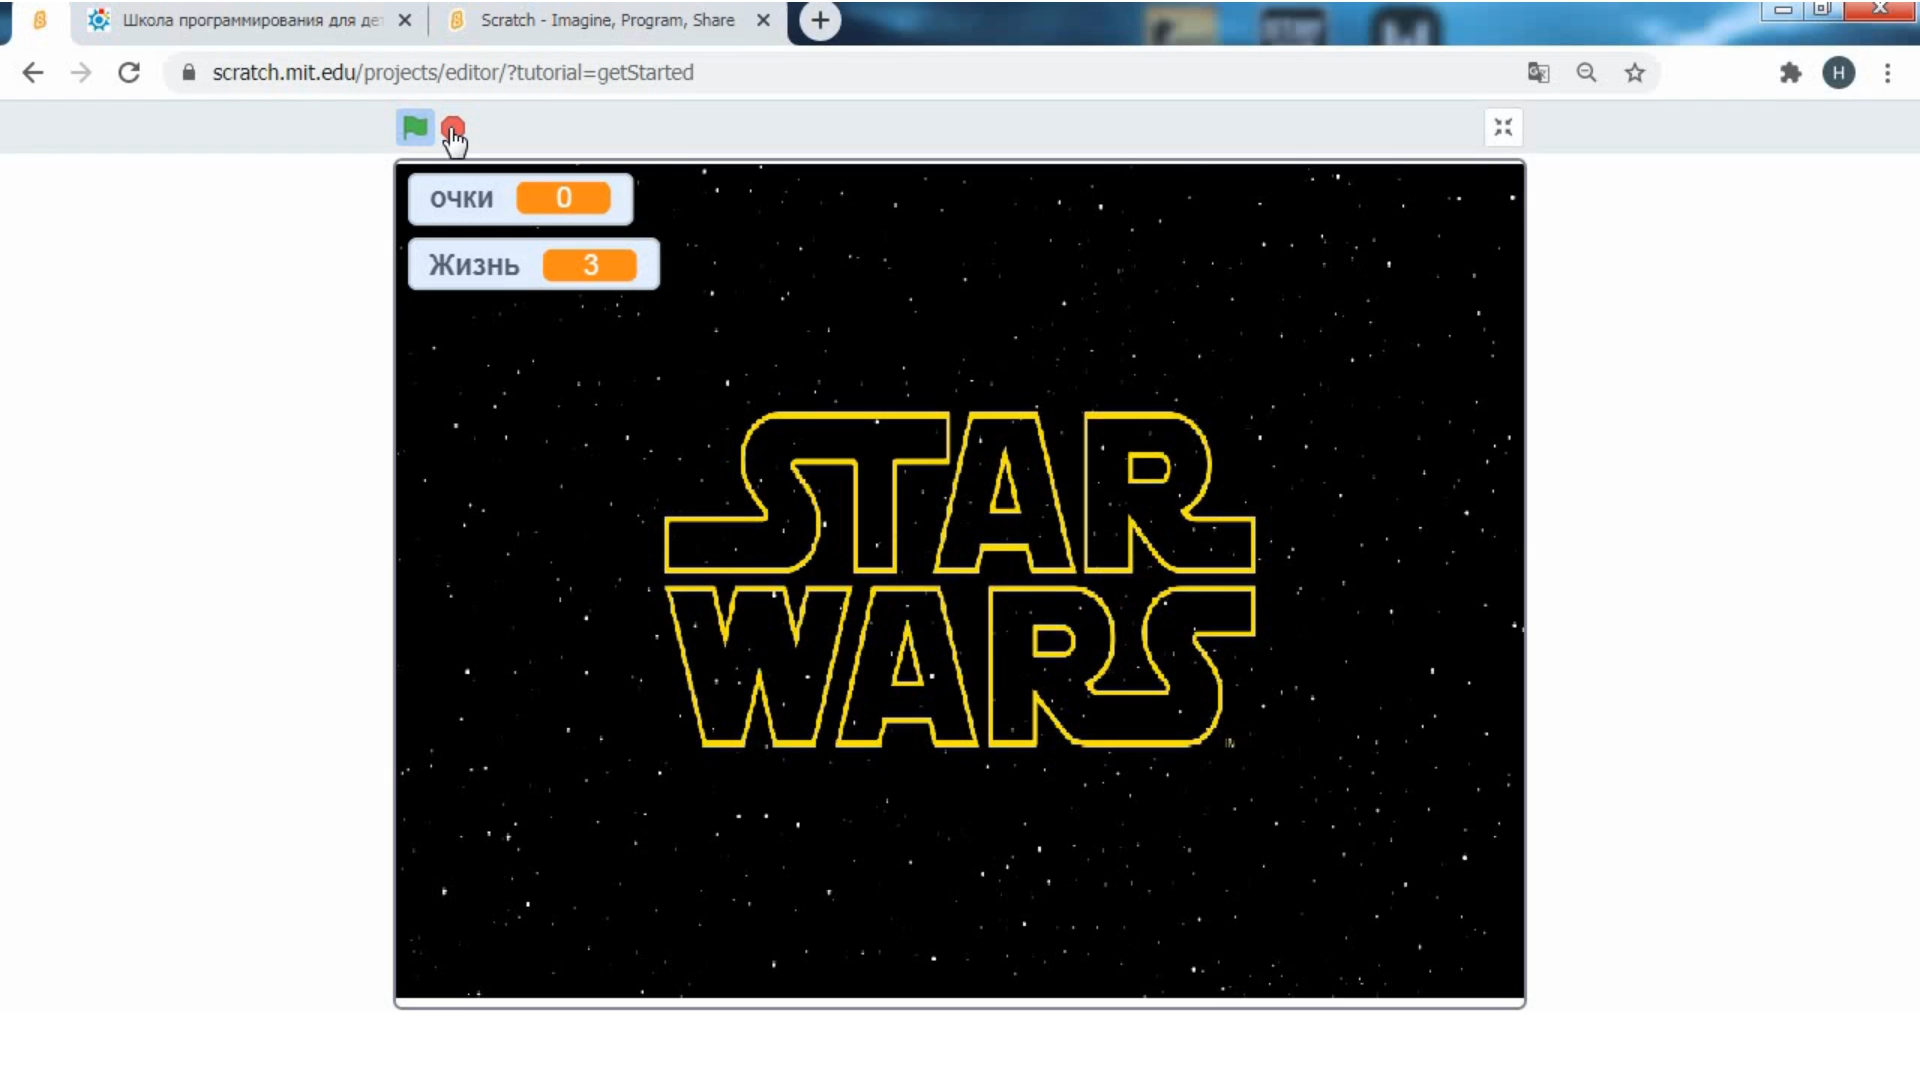 Школа программирования для де
Scratch - Imagine, Program, Share
scratch.mit.edu/projects/editor/?tutorial=getStarted
H
очки 0
Жизнь 3
STAR
WARS